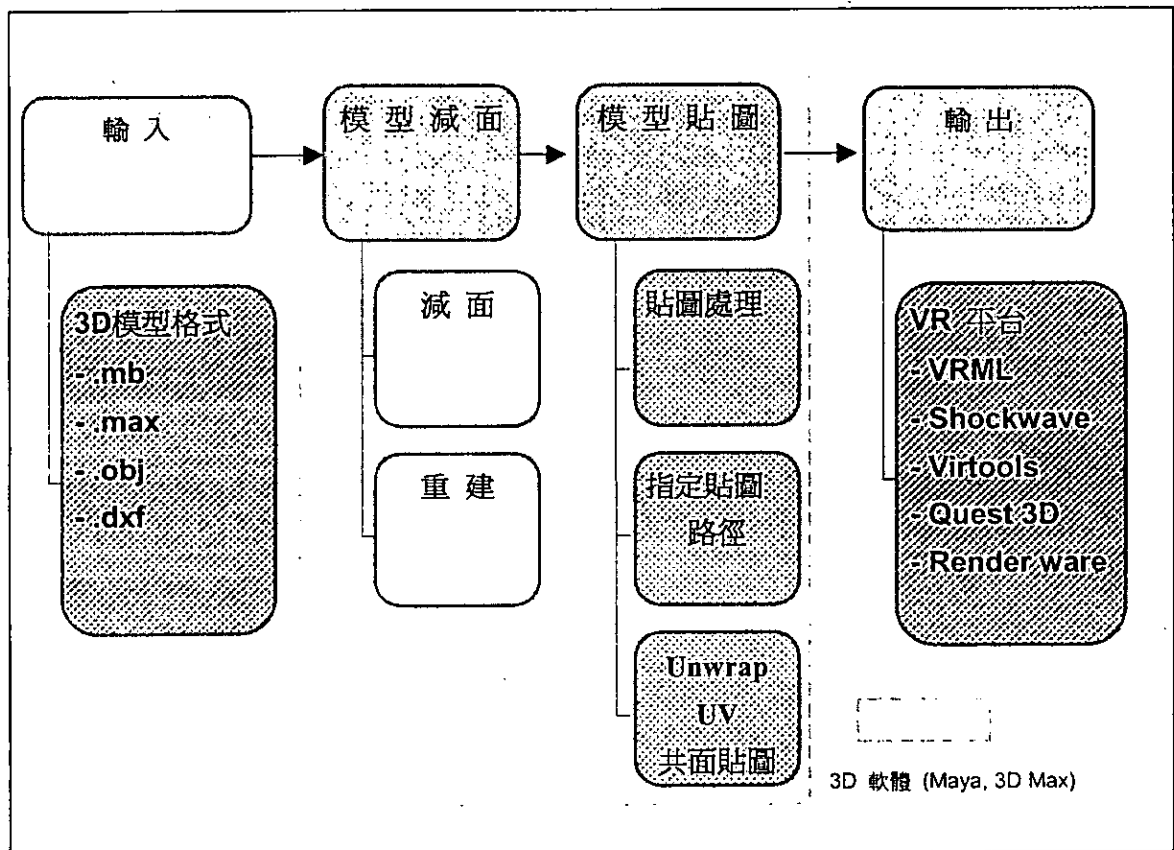 輸入
模型減面
模型貼圖
輸出
3D模型格式
- .mb
- .max
- .obj
- .dxf
減面
重建
貼圖處理
指定貼圖
路徑
Unwrap
UV
共面貼圖
VR 平台
- VRML
- Shockwave
- Virtools
- Quest 3D
- Render ware
3D 軟體 (Maya, 3D Max)